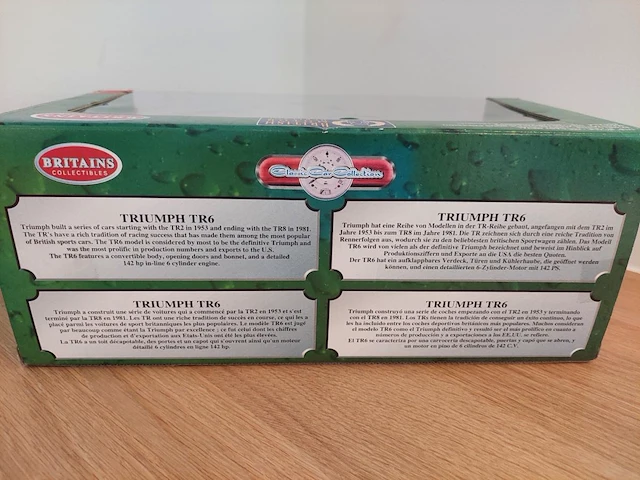 BRITAINS
COLLECTIBLES
Classic Car Collection
TRIUMPH TR6
Triumph built a series of cars starting with the TR2 in 1953 and ending with the TR8 in 1981.
The TR's have a rich tradition of racing success that has made them among the most popular
of British sports cars. The TR6 model is considered by most to be the definitive Triumph and
was the most prolific in production numbers and exports to the U.S.
The TR6 features a convertible body, opening doors and bonnet, and a detailed
142 hp in-line 6 cylinder engine.
TRIUMPH TR6
Triumph hat eine Reihe von Modellen in der TR-Reihe gebaut, angefangen mit dem TR2 im
Jahre 1953 bis zum TR8 im Jahre 1981. Die TR zeichnen sich durch eine reiche Tradition von
Rennerfolgen aus, wodurch sie zu den beliebtesten britischen Sportwagen zählen. Das Modell
TR6 wird von vielen als der definitive Triumph bezeichnet und beweist im Hinblick auf
Produktionsziffern und Exporte an die USA die besten Quoten.
Der TR6 hat ein aufklappbares Verdeck, Türen und Kühlerhaube, die geöffnet werden
können, und einen detaillierten 6-Zylinder-Motor mit 142 PS.
TRIUMPH TR6
Triumph a construit une série de voitures qui a commencé par la TR2 en 1953 et s'est
terminé par la TR8 en 1981. Les TR ont une riche tradition de succès en course, ce qui les a
placé parmi les voitures de sport britanniques les plus populaires. Le modèle TR6 est jugé
par beaucoup comme étant la Triumph par excellence ; ce fut celui dont les chiffres
de production et d'exportation aux Etats-Unis ont été les plus élevées.
La TR6 a un toit décapotable, des portes et un capot qui s'ouvrent ainsi qu'un moteur
détaillé 6 cylindres en ligne 142 hp.
TRIUMPH TR6
Triumph construyó una serie de coches empezando con el TR2 en 1953 y terminando
con el TR8 en 1981. Los TRs tienen la tradición de conseguir un éxito continuo, lo que
les ha incluido entre los coches deportivos británicos más populares. Muchos consideran
el modelo TR6 como el Triumph definitivo y resultó ser el más prolífico en cuanto a
números de producción y a exportaciones a los EE.UU. se refiere.
El TR6 se caracteriza por una carrocería descapotable, puertas y capó que se abren, y
un motor en pino de 6 cilindros de 142 C.V.